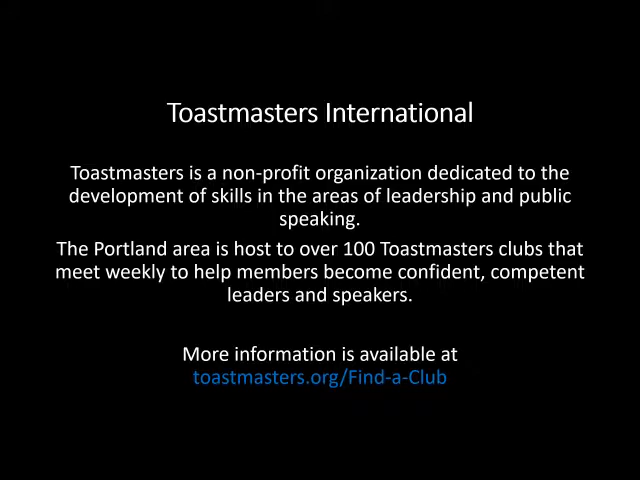 Toastmasters International
Toastmasters is a non-profit organization dedicated to the
development of skills in the areas of leadership and public
speaking.
The Portland area is host to over 100 Toastmasters clubs that
meet weekly to help members become confident, competent
leaders and speakers.
More information is available at
toastmasters.org/Find-a-Club